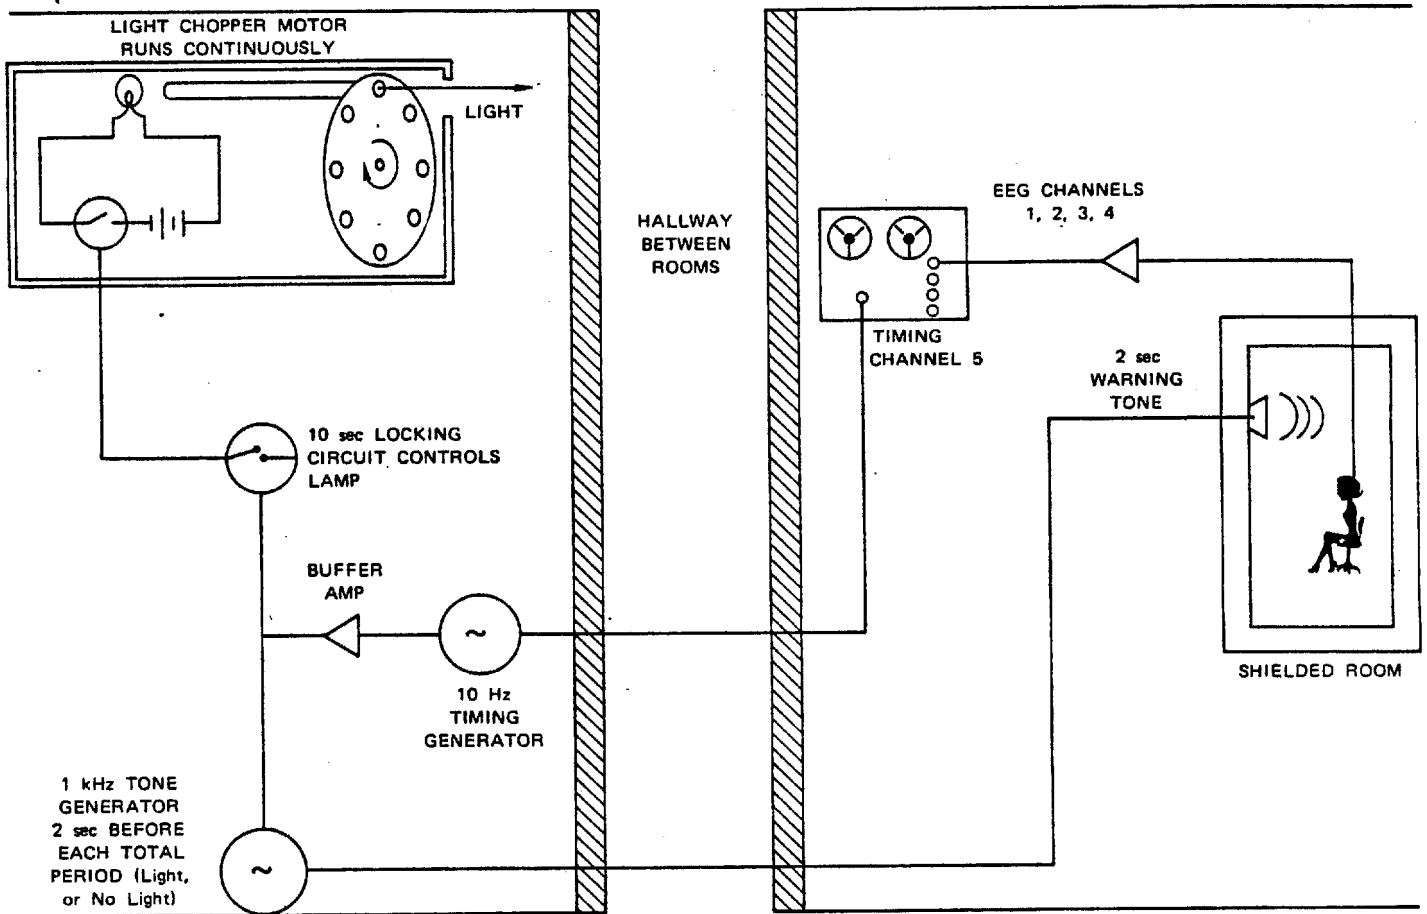 LIGHT CHOPPER MOTOR
RUNS CONTINUOUSLY
LIGHT
HALLWAY
BETWEEN
ROOMS
EEG CHANNELS
1, 2, 3, 4
TIMING
CHANNEL 5
2 sec
WARNING
TONE
10 sec LOCKING
CIRCUIT CONTROLS
LAMP
BUFFER
AMP
~
10 Hz
TIMING
GENERATOR
SHIELDED ROOM
1 kHz TONE
GENERATOR
2 sec BEFORE
EACH TOTAL
PERIOD (Light,
or No Light)
~